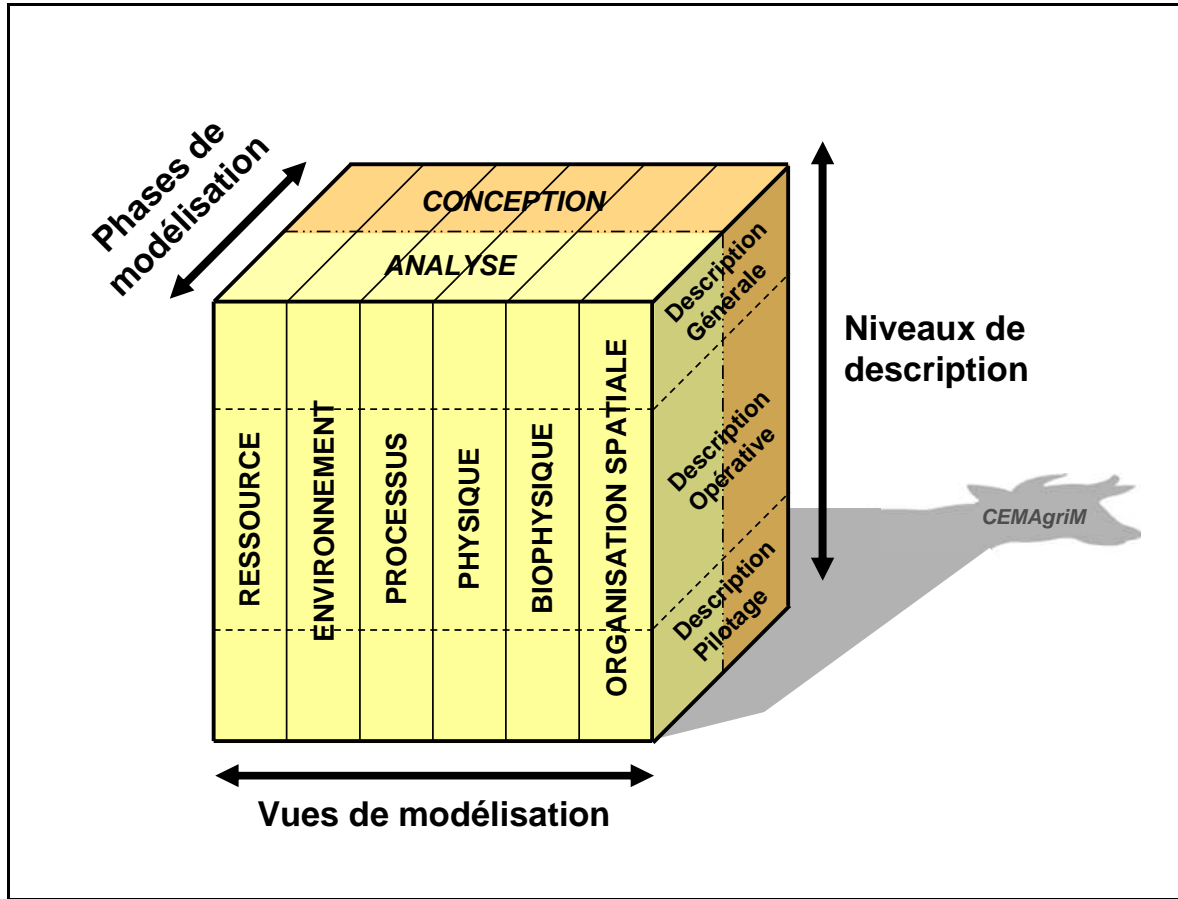 Phases de
modélisation
CONCEPTION
ANALYSE
Description
Générale
Description
Opérative
Description
Pilotage
Niveaux de
description
RESSOURCE
ENVIRONNEMENT
PROCESSUS
PHYSIQUE
BIOPHYSIQUE
ORGANISATION SPATIALE
CEMAgriM
Vues de modélisation